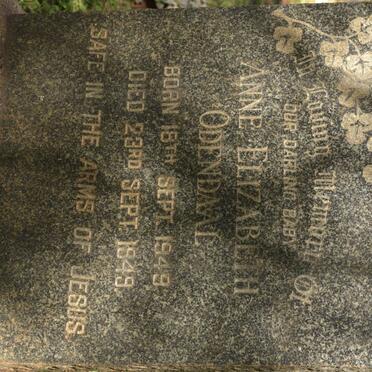 In Loving Memory Of
OUR DARLING BABY
ANNE ELIZABETH
ODENDAAL
BORN 18TH SEPT. 1949.
DIED 23RD SEPT. 1949.
SAFE IN THE ARMS OF JESUS.